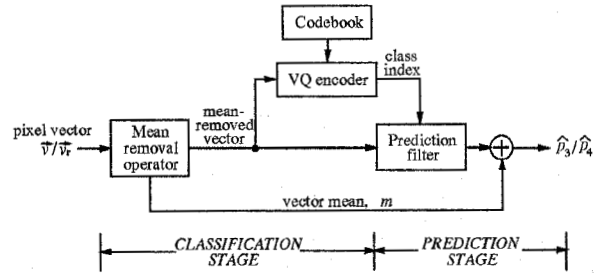 Codebook
VQ encoder
class
index
mean-
removed
vector
pixel vector
v⃗/v⃗r
Mean
removal
operator
Prediction
filter
+
p̂3/p̂4
vector mean, m
CLASSIFICATION
STAGE
PREDICTION
STAGE